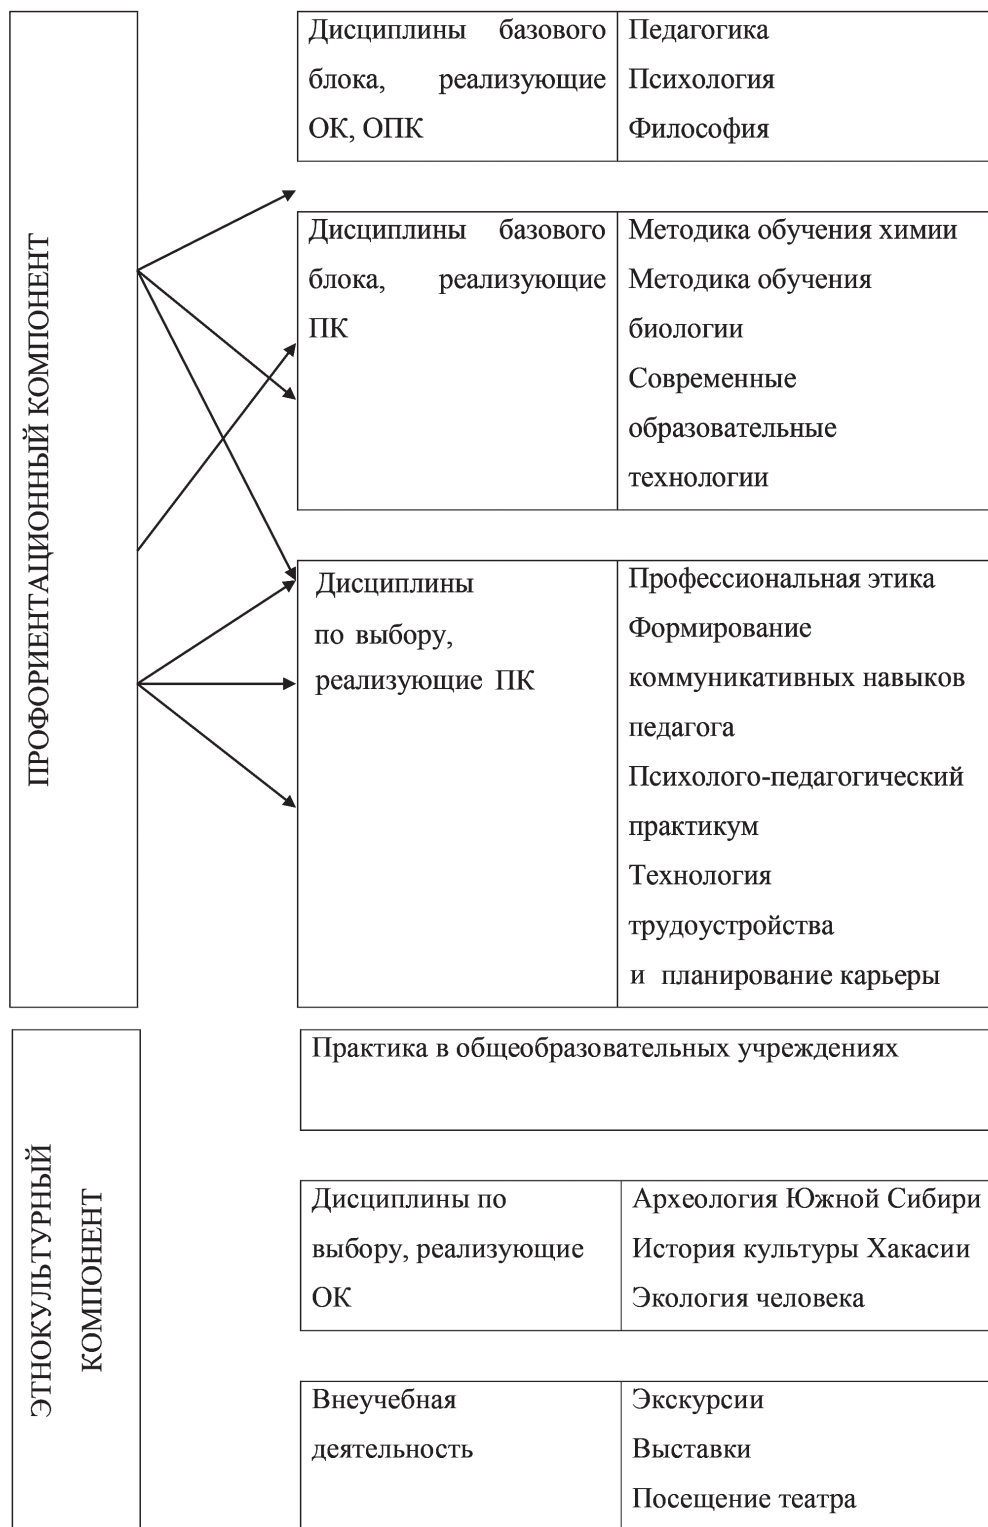 ПРОФОРИЕНТАЦИОННЫЙ КОМПОНЕНТ
Дисциплины базового
блока, реализующие
ОК, ОПК
Педагогика
Психология
Философия
Дисциплины базового
блока, реализующие
ПК
Методика обучения химии
Методика обучения
биологии
Современные
образовательные
технологии
Дисциплины
по выбору,
реализующие ПК
Профессиональная этика
Формирование
коммуникативных навыков
педагога
Психолого-педагогический
практикум
Технология
трудоустройства
и планирование карьеры
ЭТНОКУЛЬТУРНЫЙ
КОМПОНЕНТ
Практика в общеобразовательных учреждениях
Дисциплины по
выбору, реализующие
ОК
Археология Южной Сибири
История культуры Хакасии
Экология человека
Внеучебная
деятельность
Экскурсии
Выставки
Посещение театра